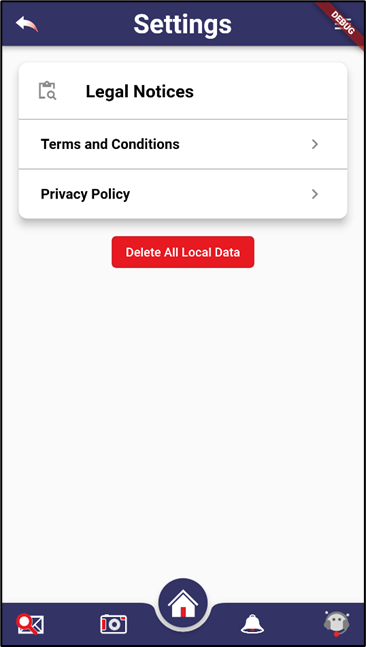 Settings
DEBUG
Legal Notices
Terms and Conditions
Privacy Policy
Delete All Local Data